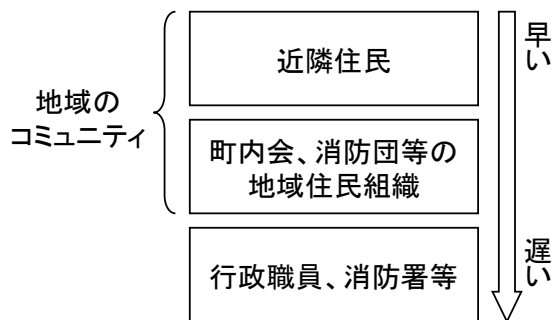 近隣住民
早い
地域の
コミュニティ
町内会、消防団等の
地域住民組織
行政職員、消防署等
遅い